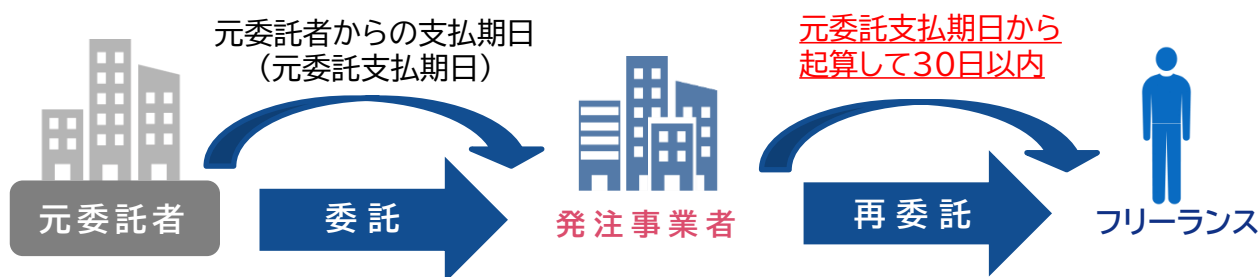 元委託者からの支払期日
（元委託支払期日）
元委託支払期日から
起算して30日以内
元委託者
委託
発注事業者
再委託
フリーランス